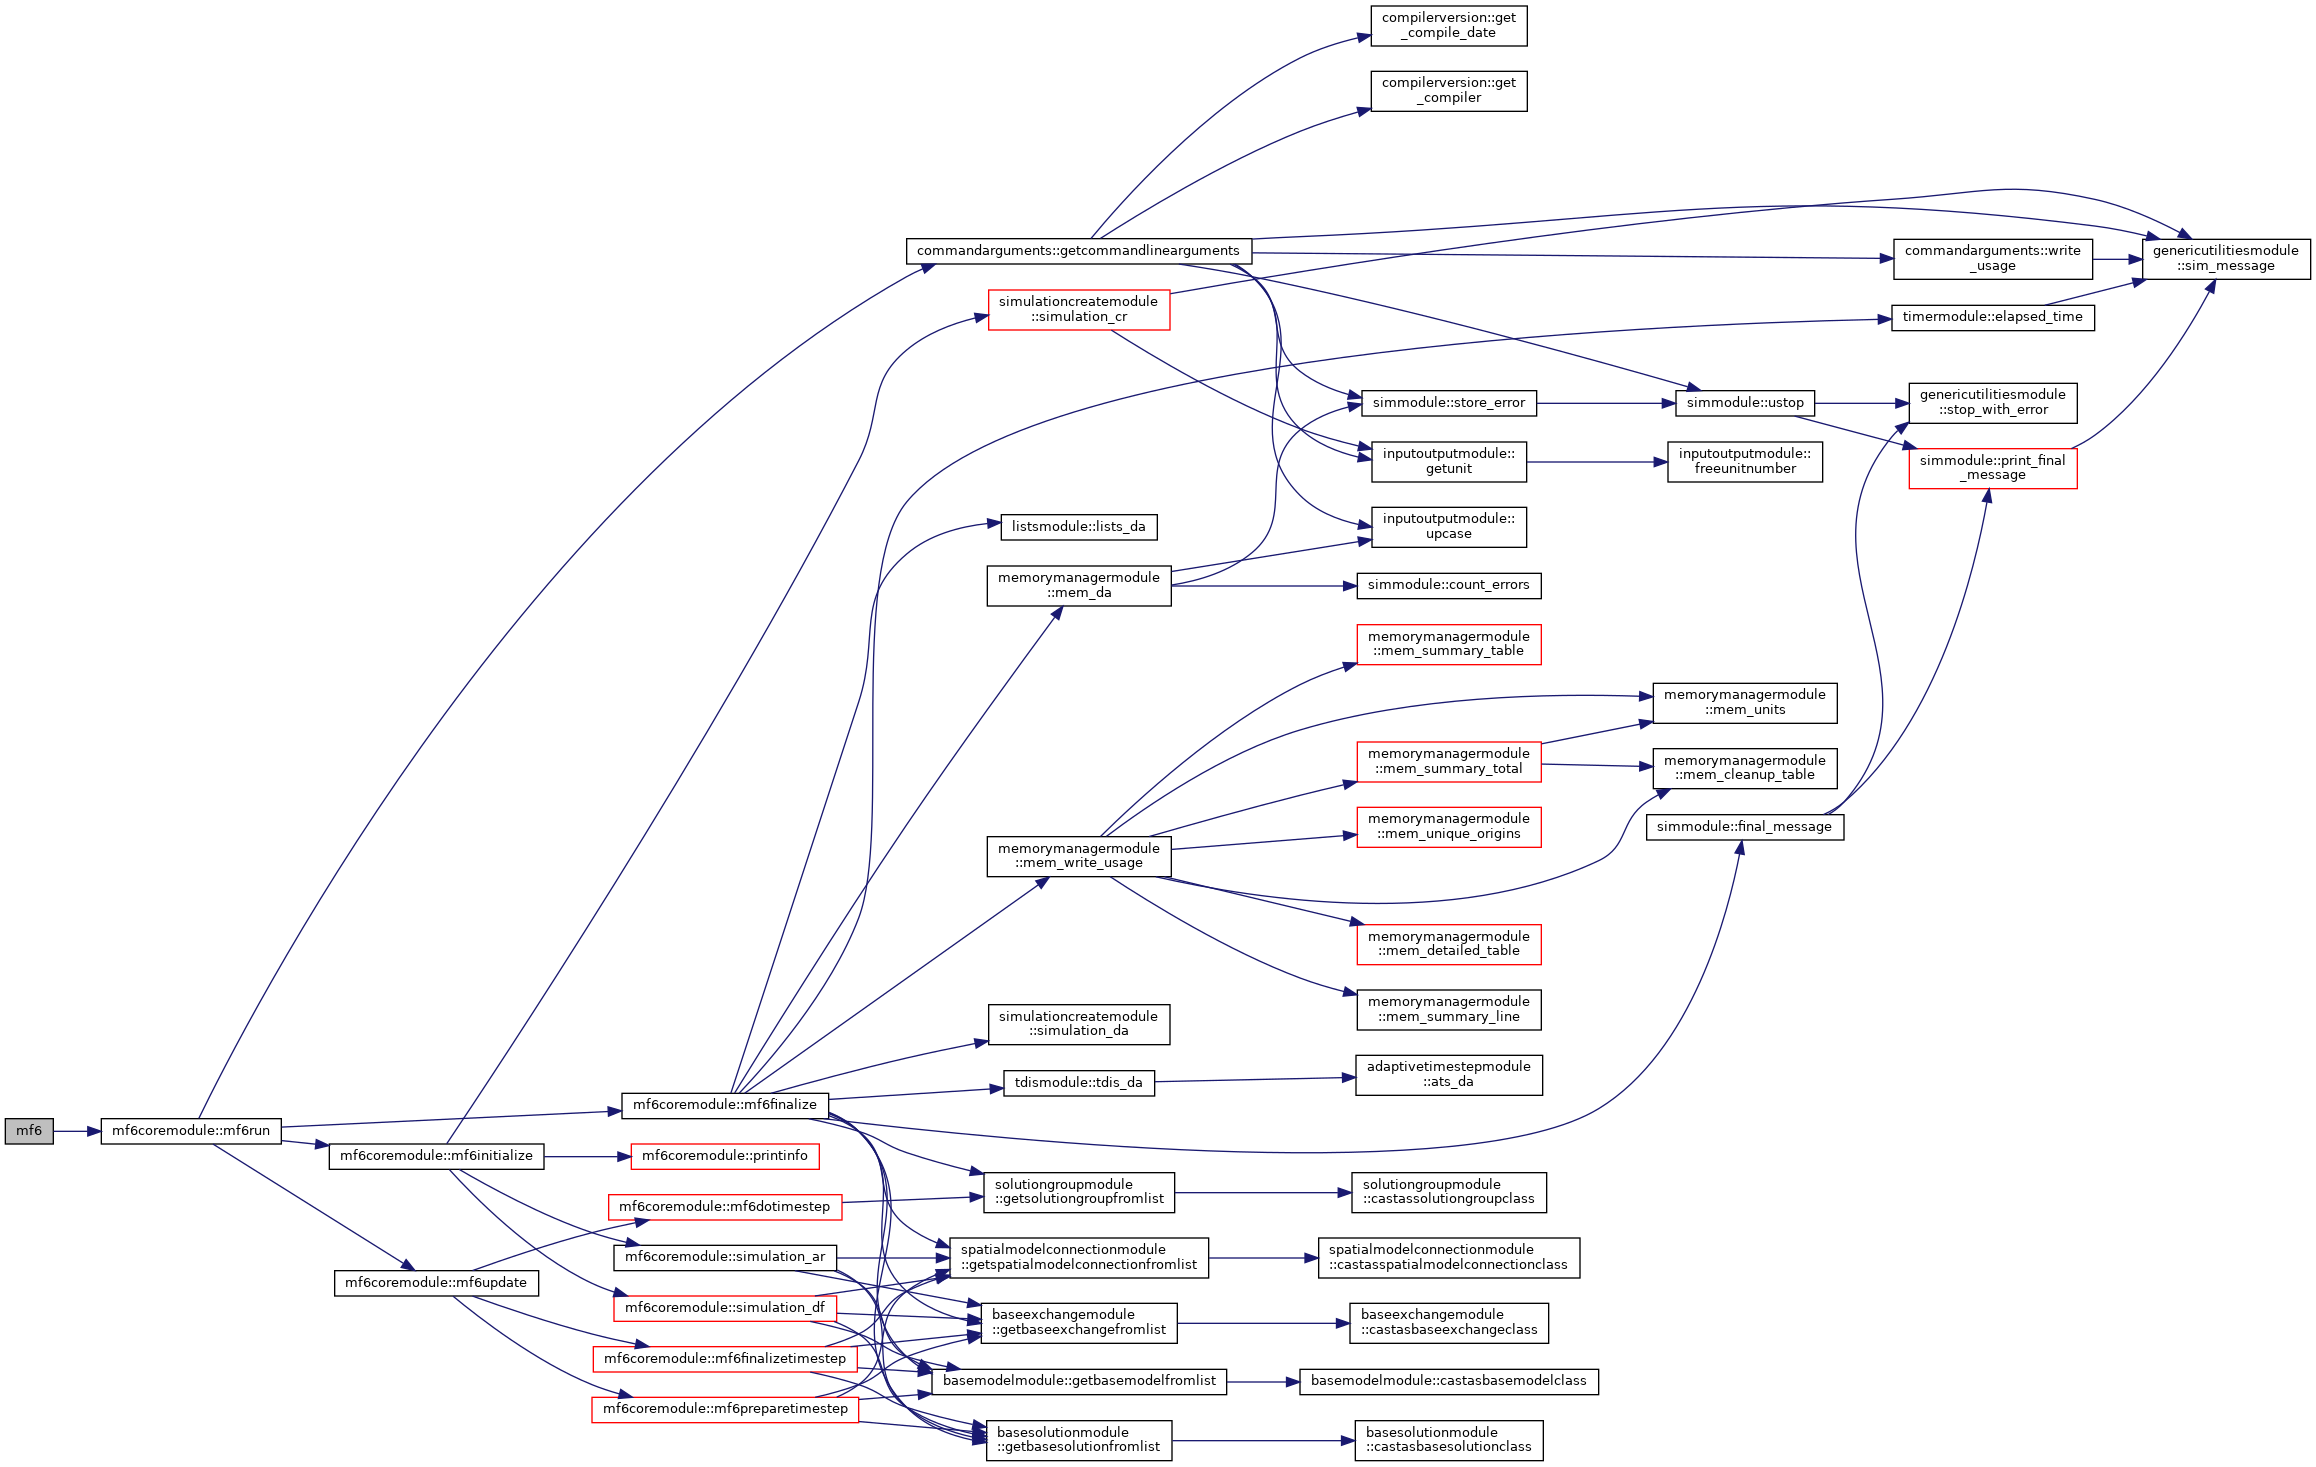 compilerversion::get
_compile_date
compilerversion::get
_compiler
commandarguments::getcommandlinearguments
commandarguments::write
_usage
genericutilitiesmodule
::sim_message
simulationcreatemodule
::simulation_cr
timermodule::elapsed_time
simmodule::store_error
simmodule::ustop
genericutilitiesmodule
::stop_with_error
inputoutputmodule::
getunit
inputoutputmodule::
freeunitnumber
simmodule::print_final
_message
listsmodule::lists_da
inputoutputmodule::
upcase
memorymanagermodule
::mem_da
simmodule::count_errors
memorymanagermodule
::mem_summary_table
memorymanagermodule
::mem_units
memorymanagermodule
::mem_summary_total
memorymanagermodule
::mem_cleanup_table
memorymanagermodule
::mem_unique_origins
simmodule::final_message
memorymanagermodule
::mem_write_usage
memorymanagermodule
::mem_detailed_table
memorymanagermodule
::mem_summary_line
simulationcreatemodule
::simulation_da
tdismodule::tdis_da
adaptivetimestepmodule
::ats_da
mf6coremodule::mf6finalize
mf6
mf6coremodule::mf6run
mf6coremodule::mf6initialize
mf6coremodule::printinfo
solutiongroupmodule
::getsolutiongroupfromlist
solutiongroupmodule
::castassolutiongroupclass
mf6coremodule::mf6dotimestep
mf6coremodule::simulation_ar
spatialmodelconnectionmodule
::getspatialmodelconnectionfromlist
spatialmodelconnectionmodule
::castasspatialmodelconnectionclass
mf6coremodule::mf6update
mf6coremodule::simulation_df
baseexchangemodule
::getbaseexchangefromlist
baseexchangemodule
::castasbaseexchangeclass
mf6coremodule::mf6finalizetimestep
basemodelmodule::getbasemodelfromlist
basemodelmodule::castasbasemodelclass
mf6coremodule::mf6preparetimestep
basesolutionmodule
::getbasesolutionfromlist
basesolutionmodule
::castasbasesolutionclass